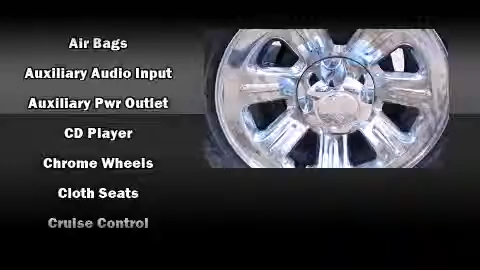 Air Bags
Auxiliary Audio Input
Auxiliary Pwr Outlet
CD Player
Chrome Wheels
Cloth Seats
Cruise Control